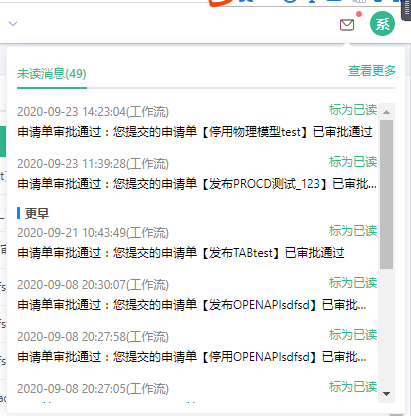 系
未读消息(49)
查看更多
2020-09-23 14:23:04(工作流)
标为已读
申请单审批通过：您提交的申请单【停用物理模型test】已审批通过
2020-09-23 11:39:28(工作流)
标为已读
申请单审批通过：您提交的申请单【发布PROCD测试_123】已审批...
更早
2020-09-21 10:43:49(工作流)
标为已读
申请单审批通过：您提交的申请单【发布TABtest】已审批通过
2020-09-08 20:30:07(工作流)
标为已读
申请单审批通过：您提交的申请单【发布OPENAPIsdfsd】已审批...
2020-09-08 20:27:58(工作流)
标为已读
申请单审批通过：您提交的申请单【停用OPENAPIsdfsd】已审批...
2020-09-08 20:27:05(工作流)
标为已读